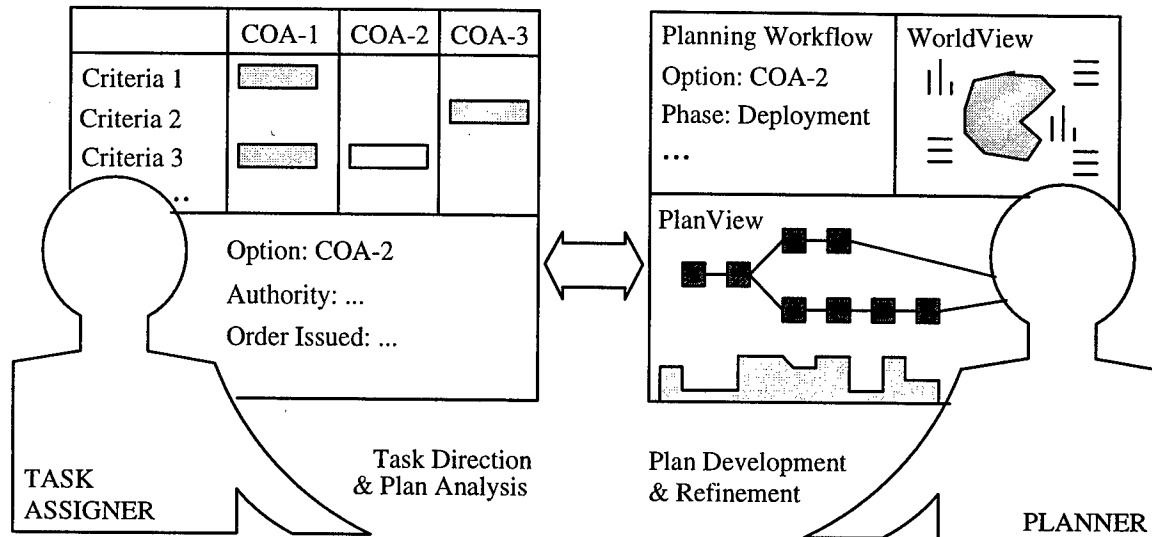 COA-1 COA-2 COA-3
Criteria 1
Criteria 2
Criteria 3
..
Option: COA-2
Authority: ...
Order Issued: ...
Planning Workflow
Option: COA-2
Phase: Deployment
...
WorldView
PlanView
Task Direction
& Plan Analysis
Plan Development
& Refinement
TASK
ASSIGNER
PLANNER